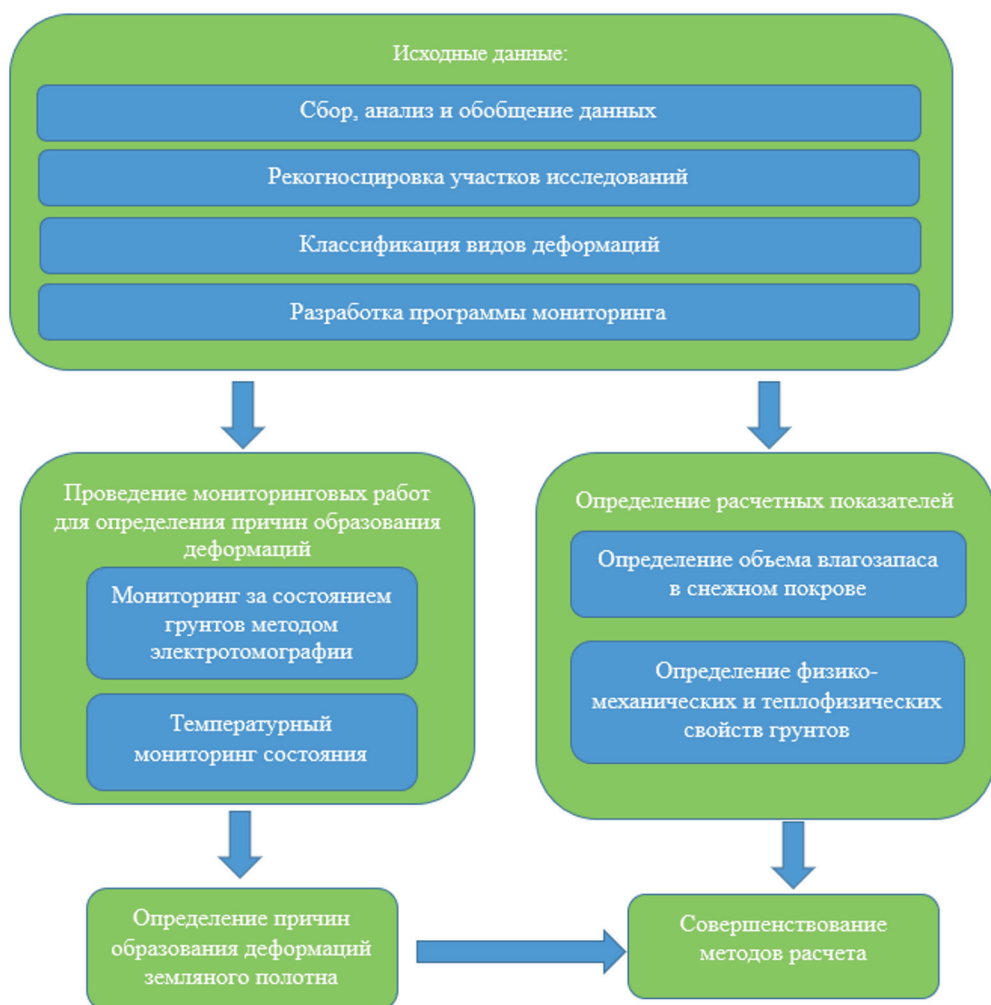 Исходные данные:
Сбор, анализ и обобщение данных
Рекогносцировка участков исследований
Классификация видов деформаций
Разработка программы мониторинга
Проведение мониторинговых работ
для определения причин образования
деформаций
Мониторинг за состоянием
грунтов методом
электротомографии
Температурный
мониторинг состояния
Определение расчетных показателей
Определение объема влагозапаса
в снежном покрове
Определение физико-
механических и теплофизических
свойств грунтов
Определение причин
образования деформаций
земляного полотна
Совершенствование
методов расчета